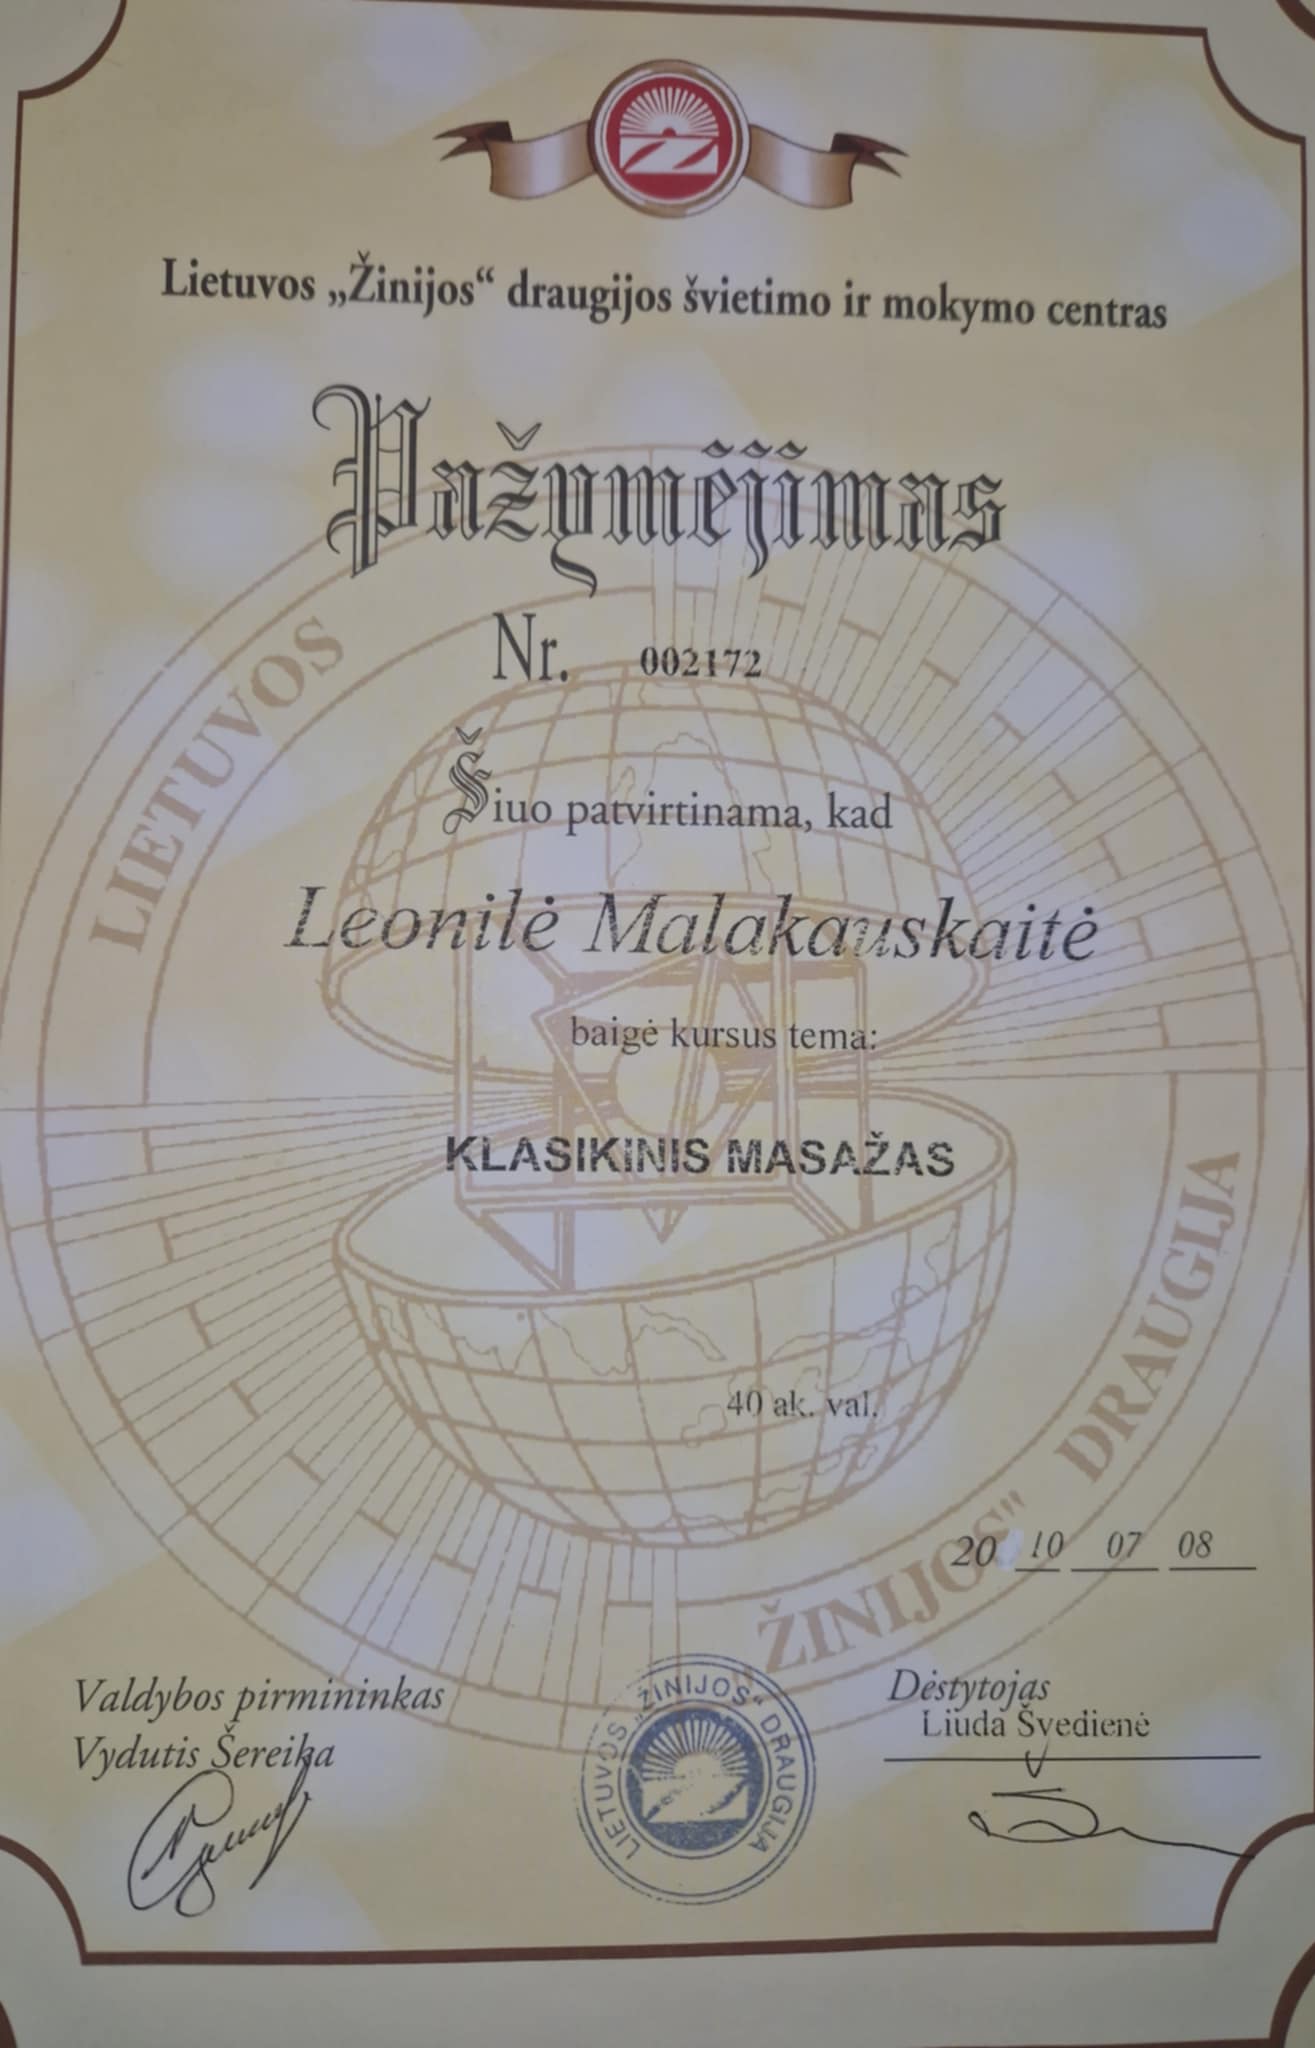 Lietuvos „Žinijos“ draugijos švietimo ir mokymo centras
Pažymėjimas
Nr. 002172
Šiuo patvirtinama, kad
Leonilė Malakauskaitė
baigė kursus tema:
KLASIKINIS MASAŽAS
40 ak. val.
20 10 07 08
Valdybos pirmininkas
Vydutis Šereika
Dėstytojas
Liuda Švedienė
LIETUVOS „ŽINIJOS“ DRAUGIJA
LIETUVOS "ŽINIJOS" DRAUGIJA